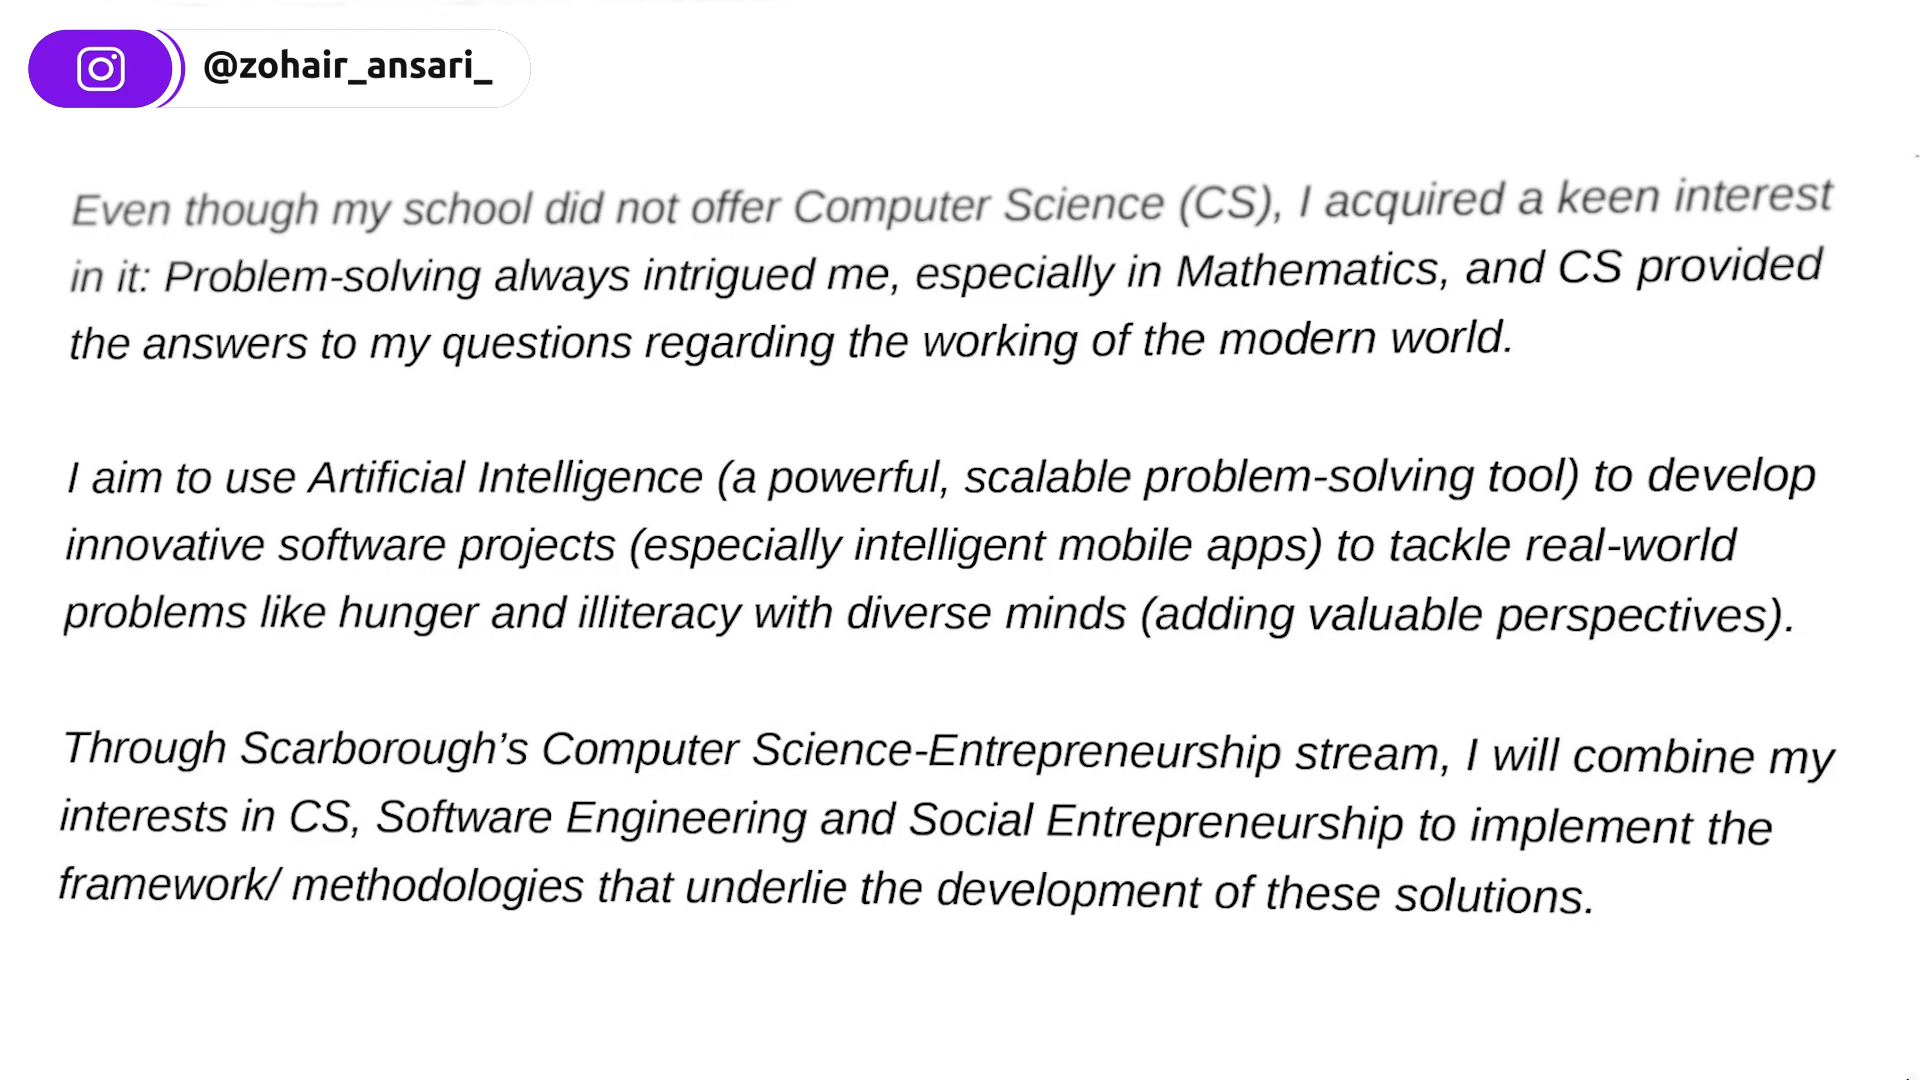 @zohair_ansari_
Even though my school did not offer Computer Science (CS), I acquired a keen interest
in it: Problem-solving always intrigued me, especially in Mathematics, and CS provided
the answers to my questions regarding the working of the modern world.
I aim to use Artificial Intelligence (a powerful, scalable problem-solving tool) to develop
innovative software projects (especially intelligent mobile apps) to tackle real-world
problems like hunger and illiteracy with diverse minds (adding valuable perspectives).
Through Scarborough’s Computer Science-Entrepreneurship stream, I will combine my
interests in CS, Software Engineering and Social Entrepreneurship to implement the
framework/ methodologies that underlie the development of these solutions.